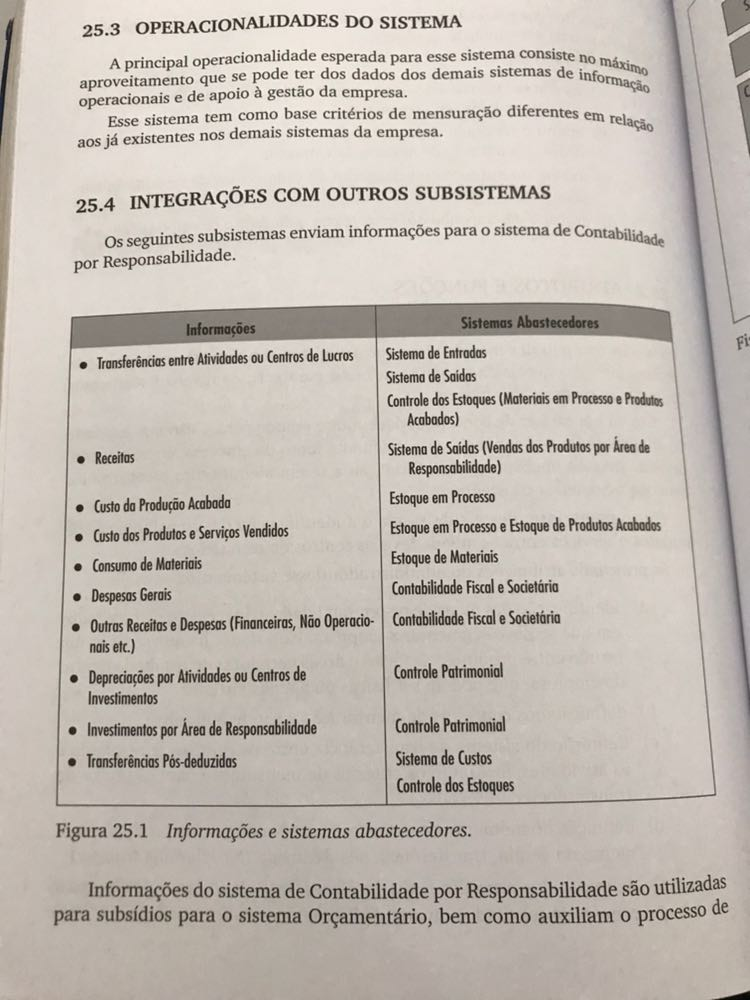 25.3 OPERACIONALIDADES DO SISTEMA
A principal operacionalidade esperada para esse sistema consiste no máximo
aproveitamento que se pode ter dos dados dos demais sistemas de informação
operacionais e de apoio à gestão da empresa.
Esse sistema tem como base critérios de mensuração diferentes em relação
aos já existentes nos demais sistemas da empresa.
25.4 INTEGRAÇÕES COM OUTROS SUBSISTEMAS
Os seguintes subsistemas enviam informações para o sistema de Contabilidade
por Responsabilidade.
Informações Sistemas Abastecedores
• Transferências entre Atividades ou Centros de Lucros Sistema de Entradas
Sistema de Saídas
Controle dos Estoques (Materiais em Processo e Produtos
Acabados)
• Receitas Sistema de Saídas (Vendas dos Produtos por Área de
Responsabilidade)
• Custo da Produção Acabada Estoque em Processo
• Custo dos Produtos e Serviços Vendidos Estoque em Processo e Estoque de Produtos Acabados
• Consumo de Materiais Estoque de Materiais
• Despesas Gerais Contabilidade Fiscal e Societária
• Outras Receitas e Despesas (Financeiras, Não Operacio- Contabilidade Fiscal e Societária
nais etc.)
• Depreciações por Atividades ou Centros de Controle Patrimonial
Investimentos
• Investimentos por Área de Responsabilidade Controle Patrimonial
• Transferências Pós-deduzidas Sistema de Custos
Controle dos Estoques
Figura 25.1 Informações e sistemas abastecedores.
Informações do sistema de Contabilidade por Responsabilidade são utilizadas
para subsídios para o sistema Orçamentário, bem como auxiliam o processo de